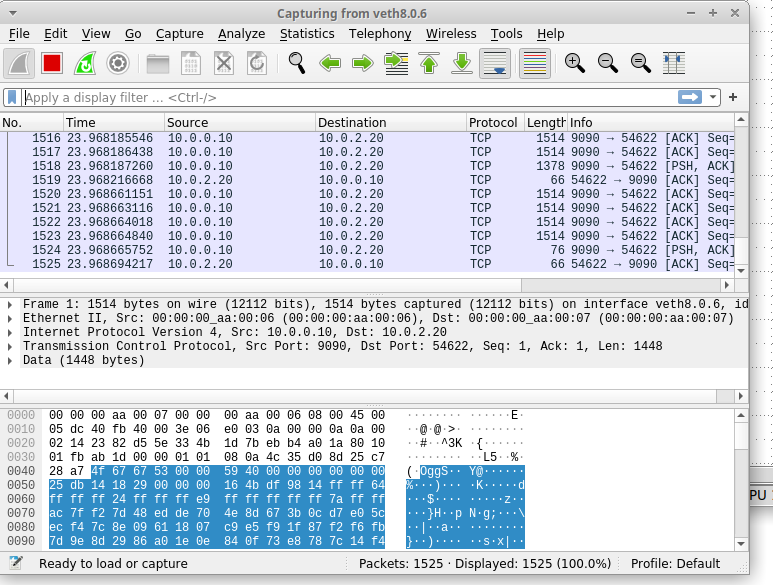 Capturing from veth8.0.6
File Edit View Go Capture Analyze Statistics Telephony Wireless Tools Help
Apply a display filter ... <Ctrl-/>
No. Time Source Destination Protocol Length Info
1516 23.968185546 10.0.0.10 10.0.2.20 TCP 1514 9090 → 54622 [ACK] Seq=
1517 23.968186438 10.0.0.10 10.0.2.20 TCP 1514 9090 → 54622 [ACK] Seq=
1518 23.968187260 10.0.0.10 10.0.2.20 TCP 1378 9090 → 54622 [PSH, ACK]
1519 23.968216668 10.0.2.20 10.0.0.10 TCP 66 54622 → 9090 [ACK] Seq=
1520 23.968661151 10.0.0.10 10.0.2.20 TCP 1514 9090 → 54622 [ACK] Seq=
1521 23.968663116 10.0.0.10 10.0.2.20 TCP 1514 9090 → 54622 [ACK] Seq=
1522 23.968664018 10.0.0.10 10.0.2.20 TCP 1514 9090 → 54622 [ACK] Seq=
1523 23.968664840 10.0.0.10 10.0.2.20 TCP 1514 9090 → 54622 [ACK] Seq=
1524 23.968665752 10.0.0.10 10.0.2.20 TCP 76 9090 → 54622 [PSH, ACK]
1525 23.968694217 10.0.2.20 10.0.0.10 TCP 66 54622 → 9090 [ACK] Seq=
Frame 1: 1514 bytes on wire (12112 bits), 1514 bytes captured (12112 bits) on interface veth8.0.6, id
Ethernet II, Src: 00:00:00_aa:00:06 (00:00:00:aa:00:06), Dst: 00:00:00_aa:00:07 (00:00:00:aa:00:07)
Internet Protocol Version 4, Src: 10.0.0.10, Dst: 10.0.2.20
Transmission Control Protocol, Src Port: 9090, Dst Port: 54622, Seq: 1, Ack: 1, Len: 1448
Data (1448 bytes)
0000 00 00 00 aa 00 07 00 00 00 aa 00 06 08 00 45 00 ········ ······E·
0010 05 dc 40 fb 40 00 3e 06 e0 03 0a 00 00 0a 0a 00 ··@·@·>· ········
0020 02 14 23 82 d5 5e 33 4b 1d 7b eb b4 a0 1a 80 10 ··#··^3K ·{······
0030 01 fb ab 1d 00 00 01 01 08 0a 4c 35 d0 8d 25 c7 ········ ··L5··%·
0040 28 a7 4f 67 67 53 00 00 59 40 00 00 00 00 00 00 (·OggS·· Y@······
0050 25 db 14 18 29 00 00 00 16 4b df 98 14 ff ff 64 %···)··· ·K·····d
0060 ff ff ff 24 ff ff ff e9 ff ff ff ff ff 7a ff ff ···$···· ·····z··
0070 ac 7f f2 7d 48 ed de 70 4e 8d 67 3b 0c d7 e0 5c ···}H··p N·g;···\
0080 ec f4 7c 8e 09 61 18 07 c9 e5 f9 1f 87 f2 f6 fb ··|··a·· ········
0090 7d 9e 8d 29 86 a0 1e 0e 84 0f 73 e8 78 7c 14 f4 }··)···· ··s·x|··
PU
Ready to load or capture Packets: 1525 · Displayed: 1525 (100.0%) Profile: Default